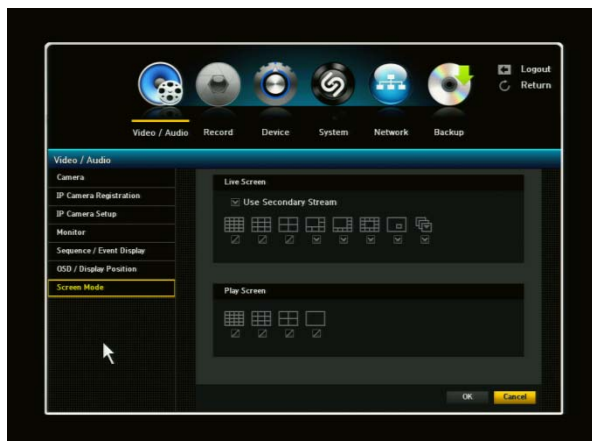 Logout
Return
Video / Audio
Record
Device
System
Network
Backup
Video / Audio
Camera
IP Camera Registration
IP Camera Setup
Monitor
Sequence / Event Display
OSD / Display Position
Screen Mode
Live Screen
Use Secondary Stream
Play Screen
OK
Cancel